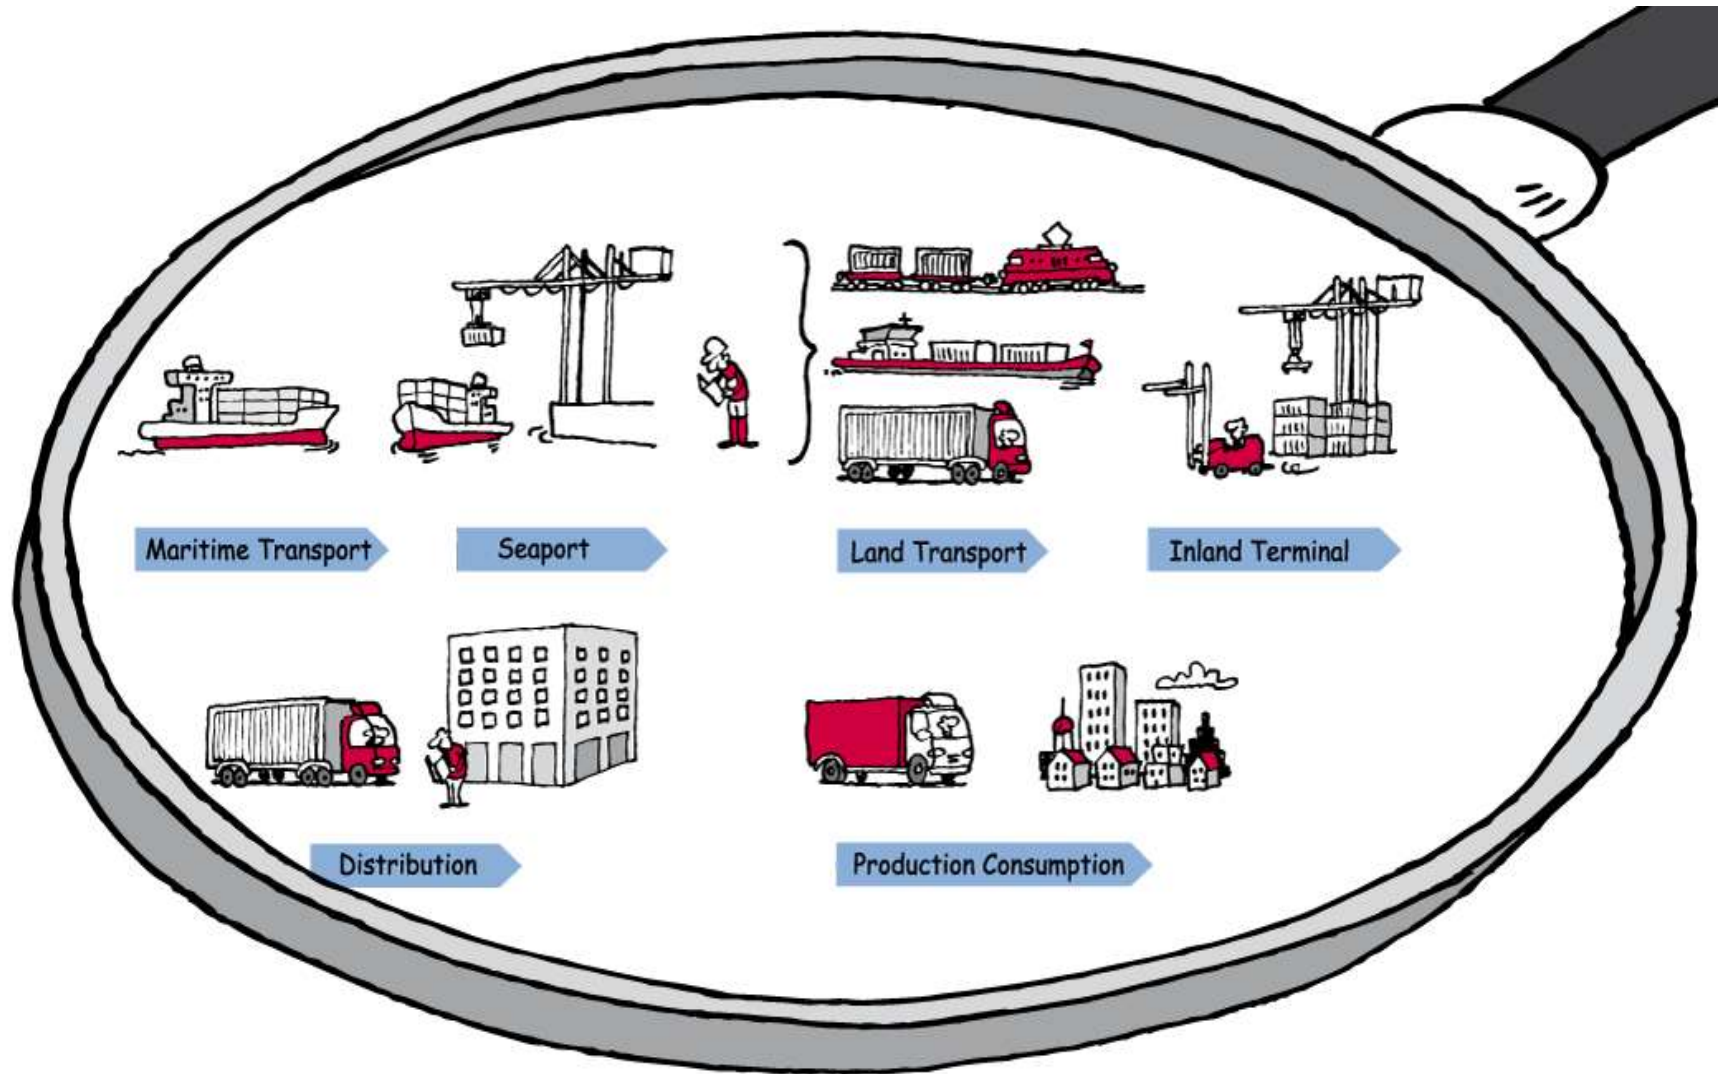 Maritime Transport
Seaport
Land Transport
Inland Terminal
Distribution
Production Consumption